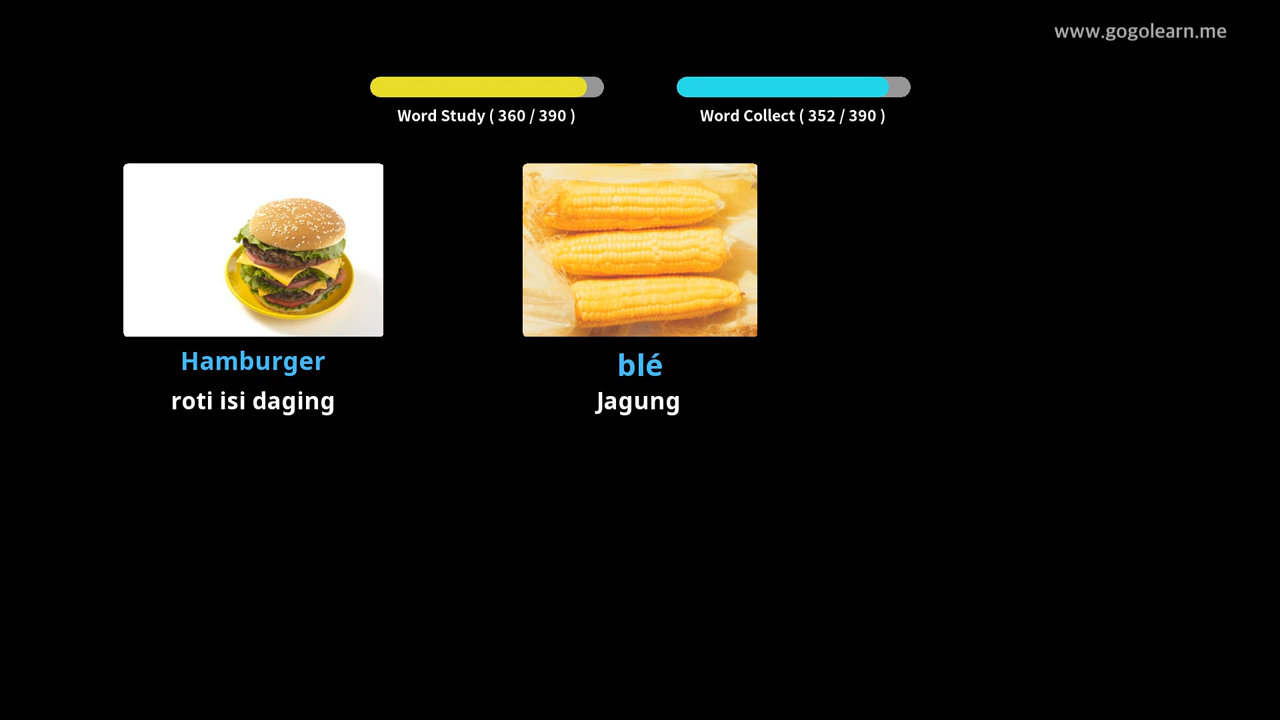 www.gogolearn.me
Word Study ( 360 / 390 )
Word Collect ( 352 / 390 )
Hamburger
roti isi daging
blé
Jagung